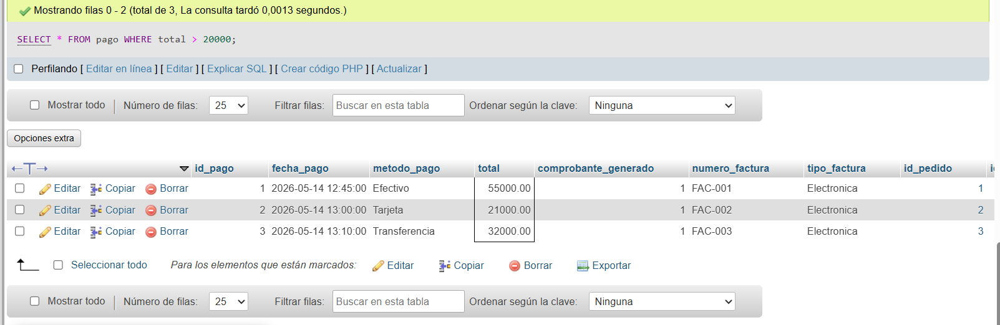 Mostrando filas 0 - 2 (total de 3, La consulta tardó 0,0013 segundos.)
SELECT * FROM pago WHERE total > 20000;
Perfilando [ Editar en línea ] [ Editar ] [ Explicar SQL ] [ Crear código PHP ] [ Actualizar ]
Mostrar todo | Número de filas: 25 Filtrar filas: Buscar en esta tabla Ordenar según la clave: Ninguna
Opciones extra
←T→ id_pago fecha_pago metodo_pago total comprobante_generado numero_factura tipo_factura id_pedido
Editar Copiar Borrar 1 2026-05-14 12:45:00 Efectivo 55000.00 1 FAC-001 Electronica 1
Editar Copiar Borrar 2 2026-05-14 13:00:00 Tarjeta 21000.00 1 FAC-002 Electronica 2
Editar Copiar Borrar 3 2026-05-14 13:10:00 Transferencia 32000.00 1 FAC-003 Electronica 3
Seleccionar todo Para los elementos que están marcados: Editar Copiar Borrar Exportar
Mostrar todo | Número de filas: 25 Filtrar filas: Buscar en esta tabla Ordenar según la clave: Ninguna